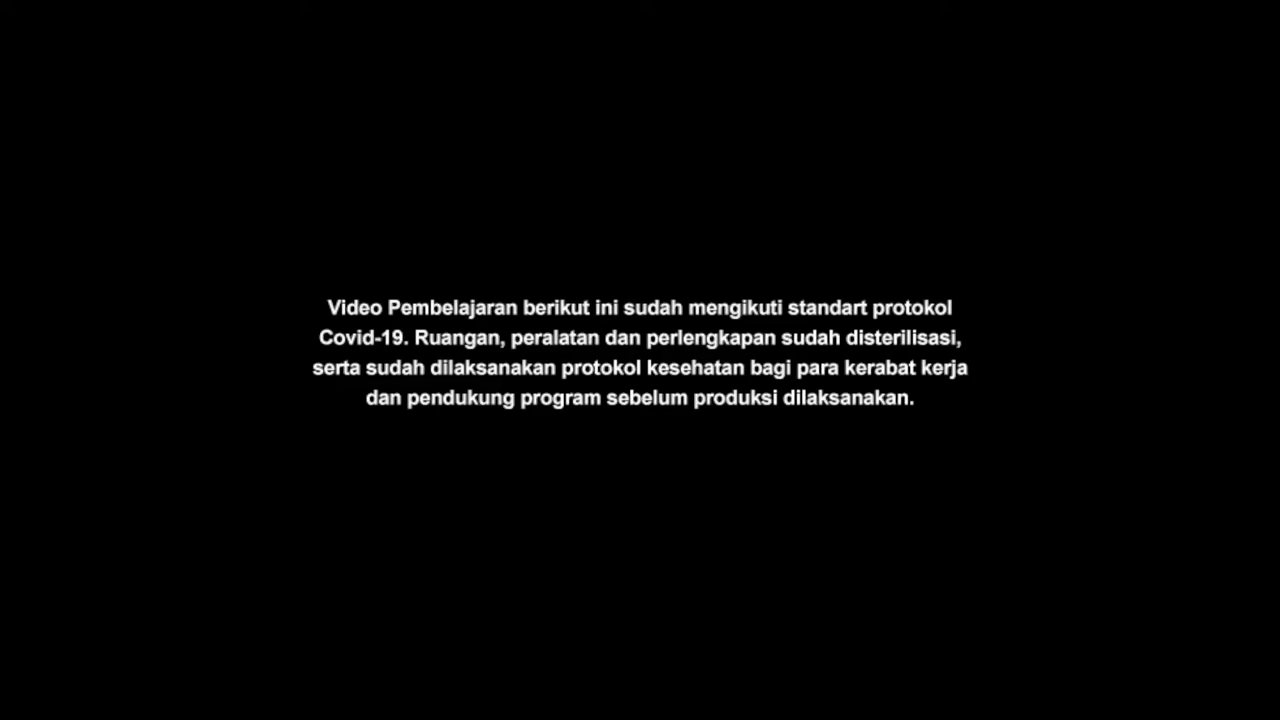 Video Pembelajaran berikut ini sudah mengikuti standart protokol
Covid-19. Ruangan, peralatan dan perlengkapan sudah disterilisasi,
serta sudah dilaksanakan protokol kesehatan bagi para kerabat kerja
dan pendukung program sebelum produksi dilaksanakan.